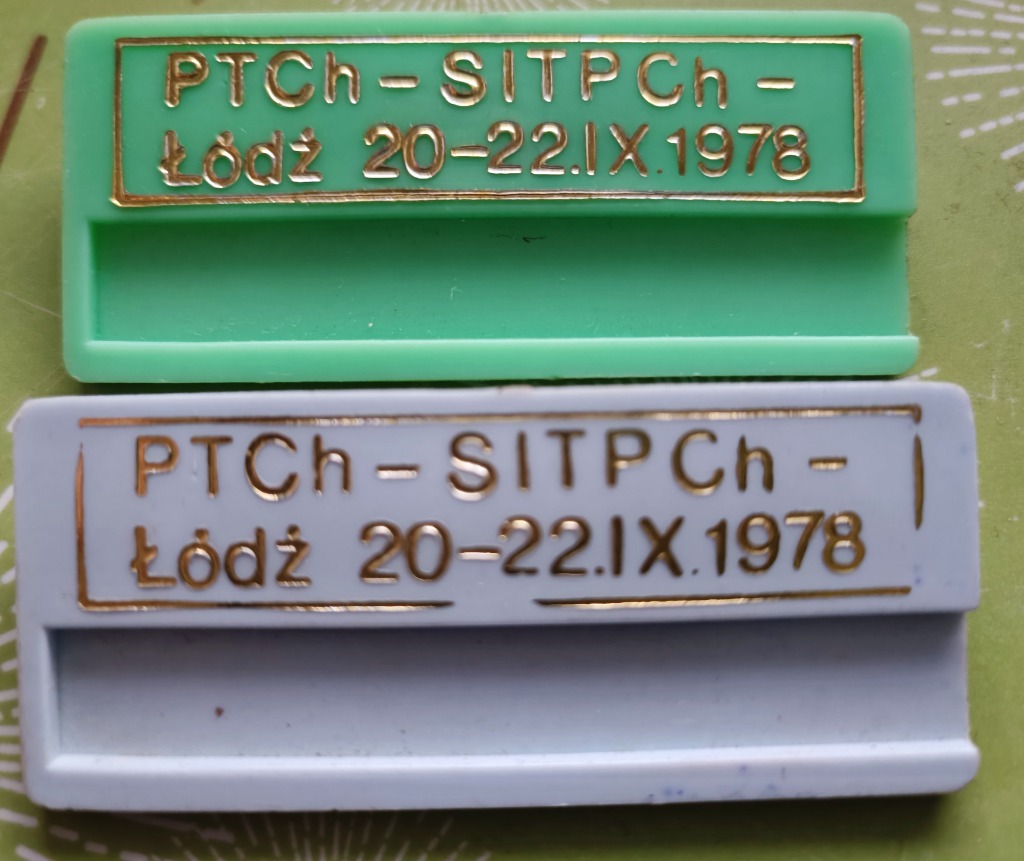 PTCh – SITPCh –
Łódź 20–22.IX.1978
PTCh – SITPCh –
Łódź 20–22.IX.1978